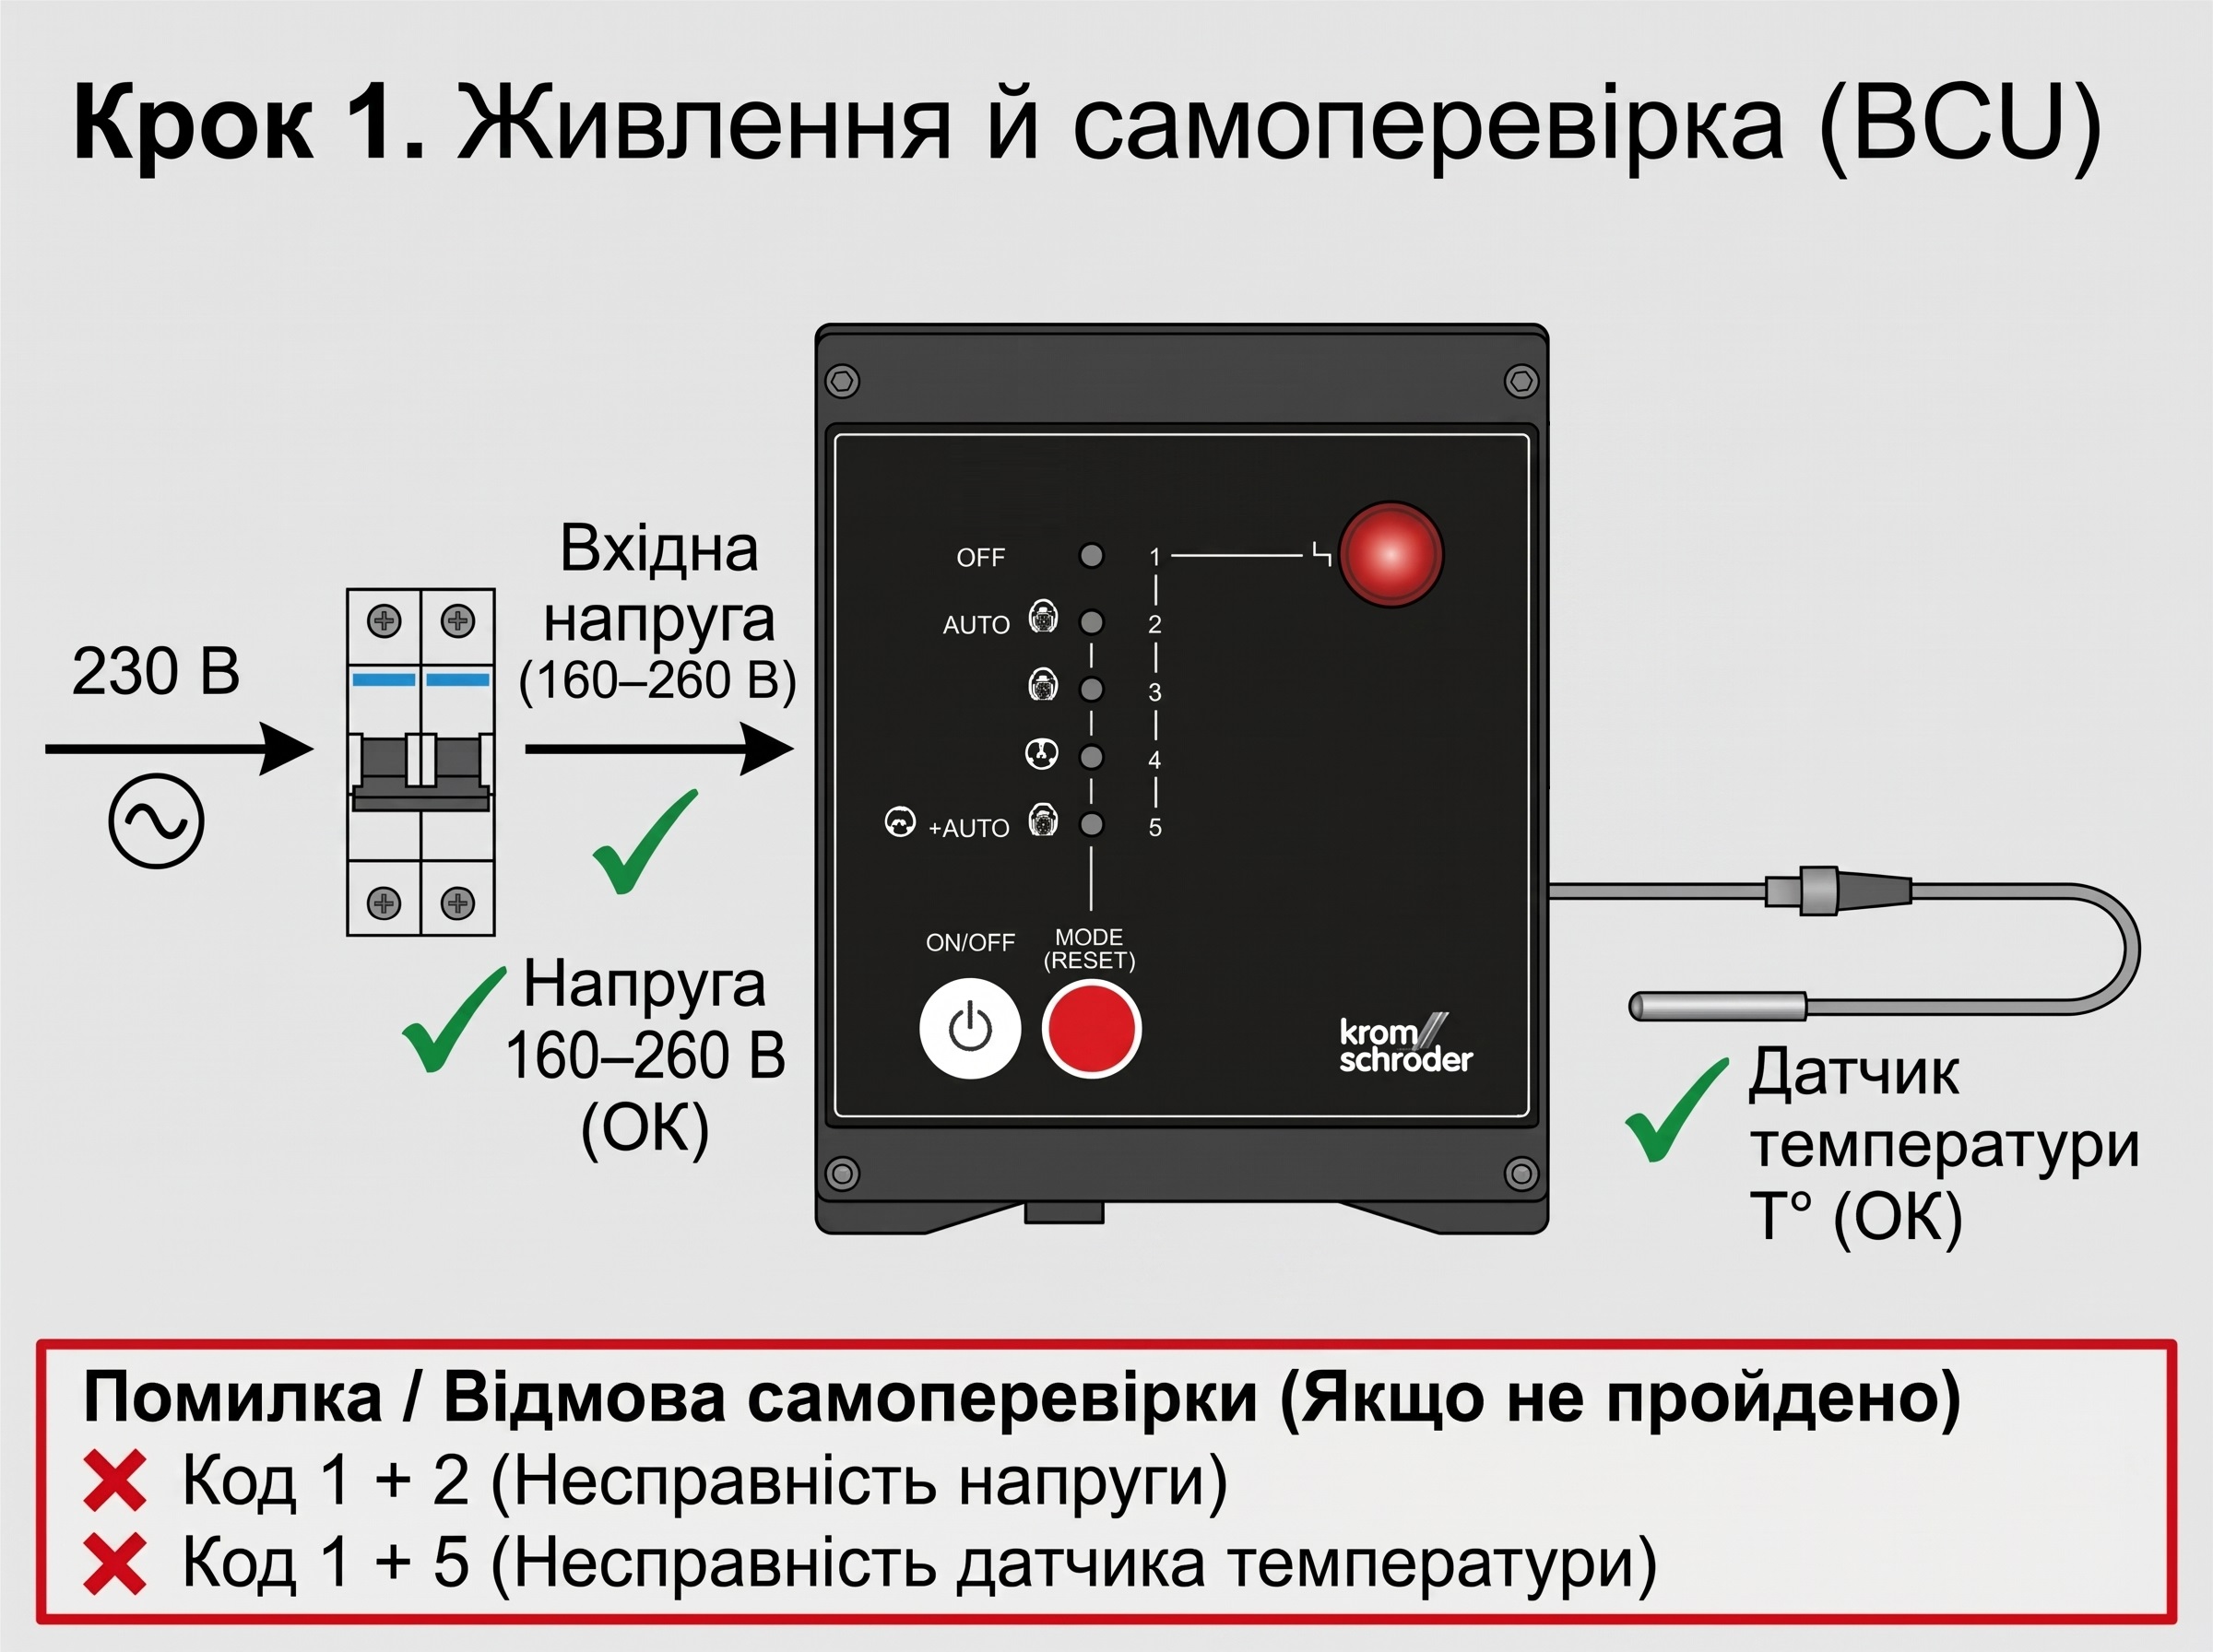 Крок 1. Живлення й самоперевірка (BCU)
230 В
Вхідна
напруга
(160–260 В)
Напруга
160–260 В
(ОК)
OFF
1
AUTO
2
3
4
+AUTO
5
ON/OFF
MODE
(RESET)
krom
schroder
Датчик
температури
T° (ОК)
Помилка / Відмова самоперевірки (Якщо не пройдено)
Код 1 + 2 (Несправність напруги)
Код 1 + 5 (Несправність датчика температури)